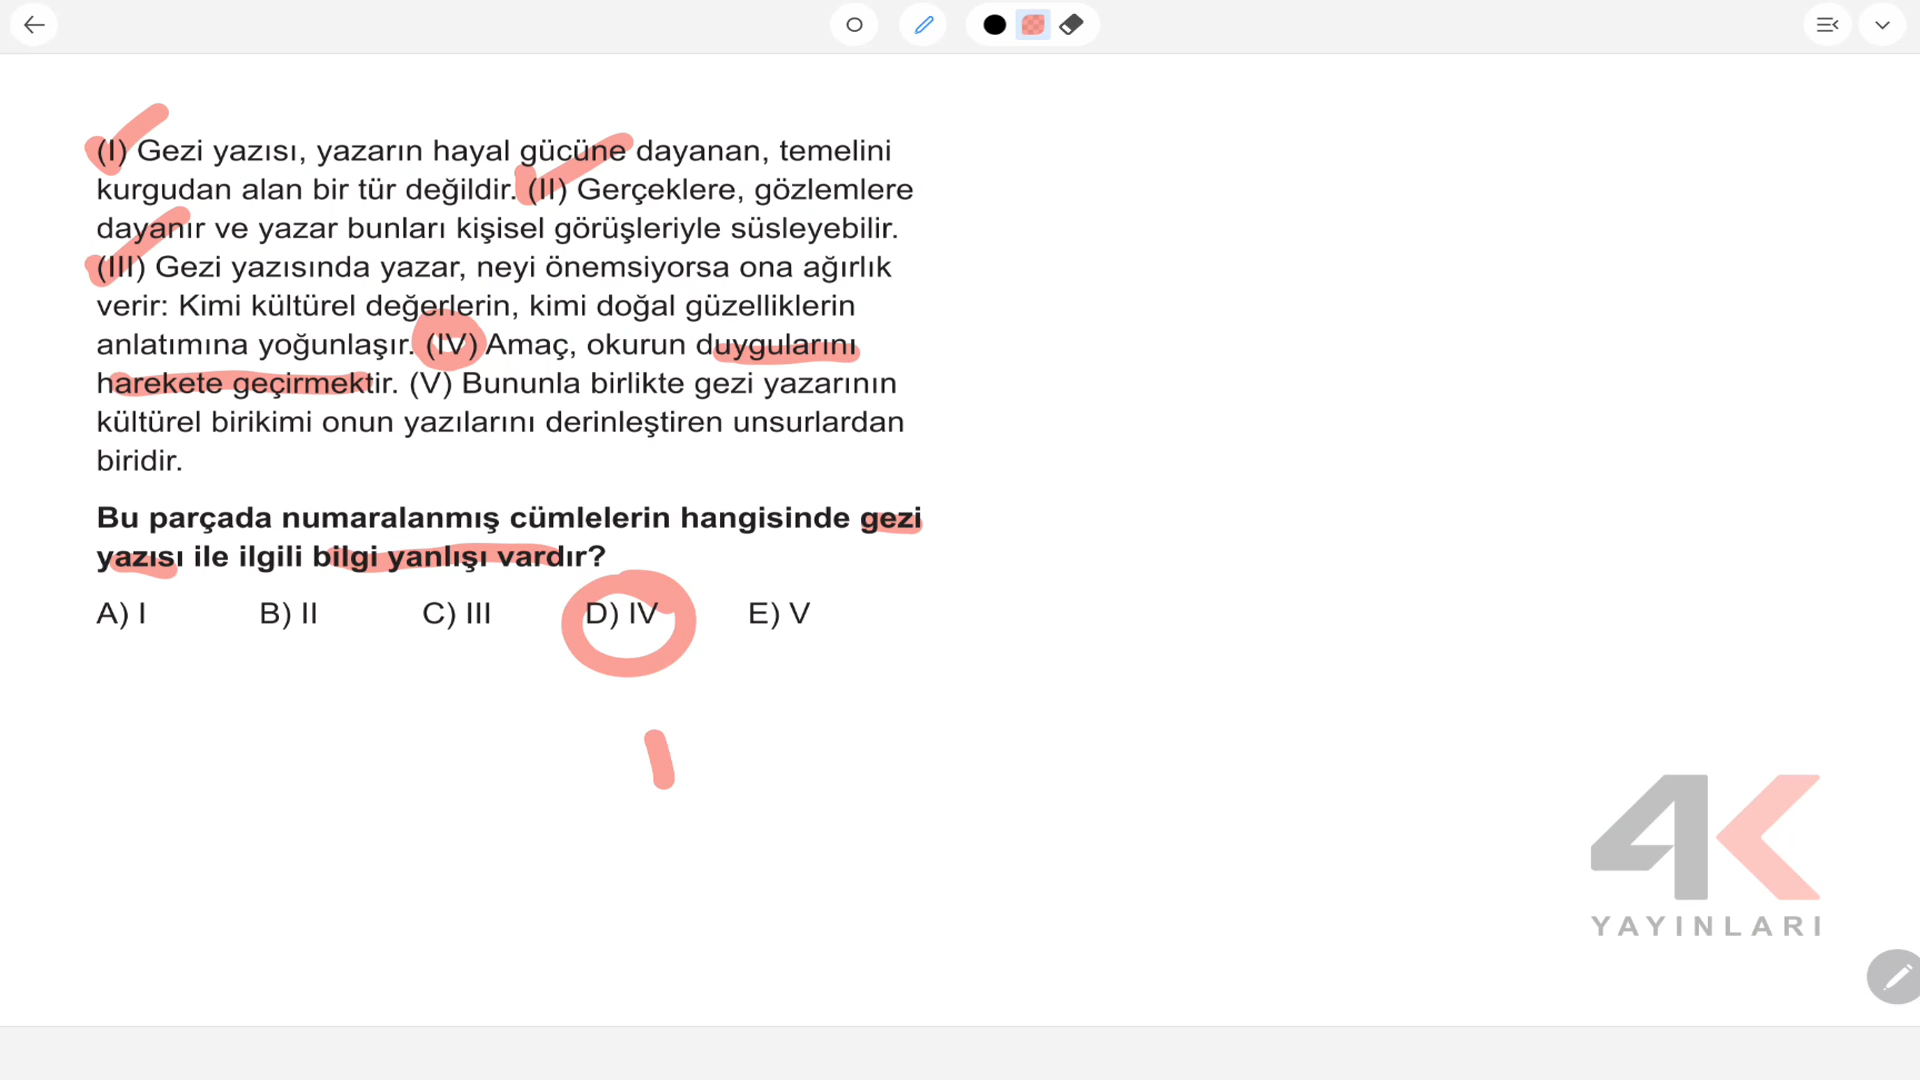 (I) Gezi yazısı, yazarın hayal gücüne dayanan, temelini
kurgudan alan bir tür değildir. (II) Gerçeklere, gözlemlere
dayanır ve yazar bunları kişisel görüşleriyle süsleyebilir.
(III) Gezi yazısında yazar, neyi önemsiyorsa ona ağırlık
verir: Kimi kültürel değerlerin, kimi doğal güzelliklerin
anlatımına yoğunlaşır. (IV) Amaç, okurun duygularını
harekete geçirmektir. (V) Bununla birlikte gezi yazarının
kültürel birikimi onun yazılarını derinleştiren unsurlardan
biridir.
Bu parçada numaralanmış cümlelerin hangisinde gezi
yazısı ile ilgili bilgi yanlışı vardır?
A) I B) II C) III D) IV E) V
4K
YAYINLARI